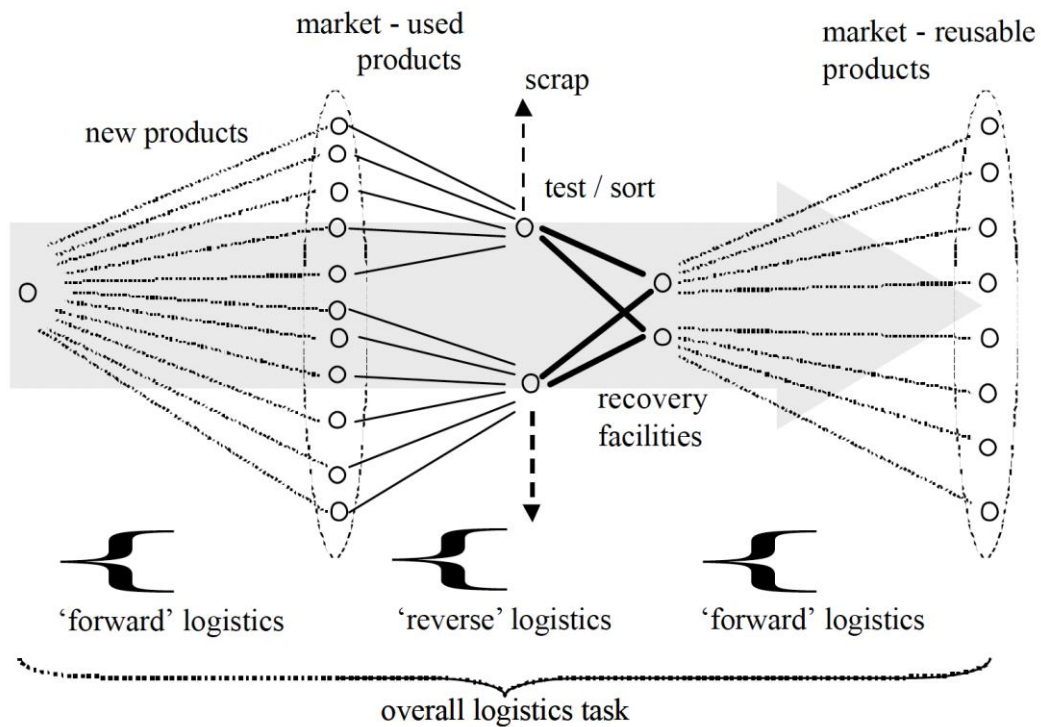 market - used
products
market - reusable
products
scrap
new products
test / sort
recovery
facilities
‘forward’ logistics
‘reverse’ logistics
‘forward’ logistics
overall logistics task